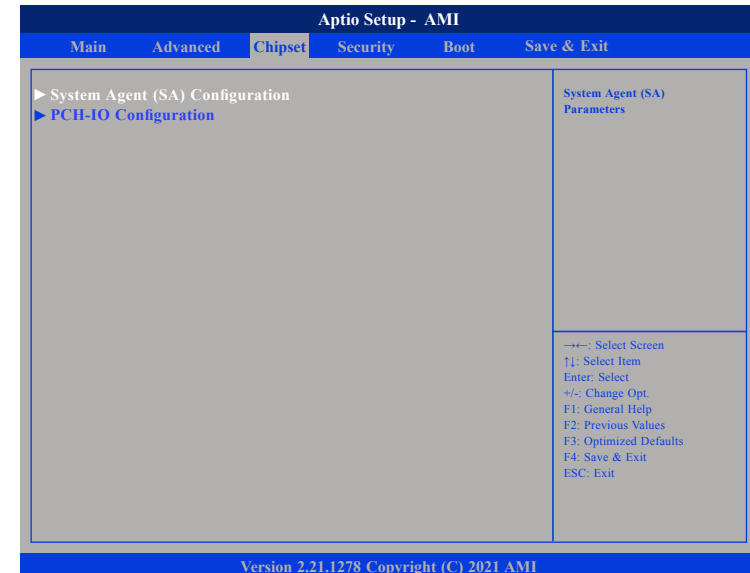 Aptio Setup - AMI
Main Advanced Chipset Security Boot Save & Exit
► System Agent (SA) Configuration
► PCH-IO Configuration
System Agent (SA)
Parameters
→←: Select Screen
↑↓: Select Item
Enter: Select
+/-: Change Opt.
F1: General Help
F2: Previous Values
F3: Optimized Defaults
F4: Save & Exit
ESC: Exit
Version 2.21.1278 Copyright (C) 2021 AMI